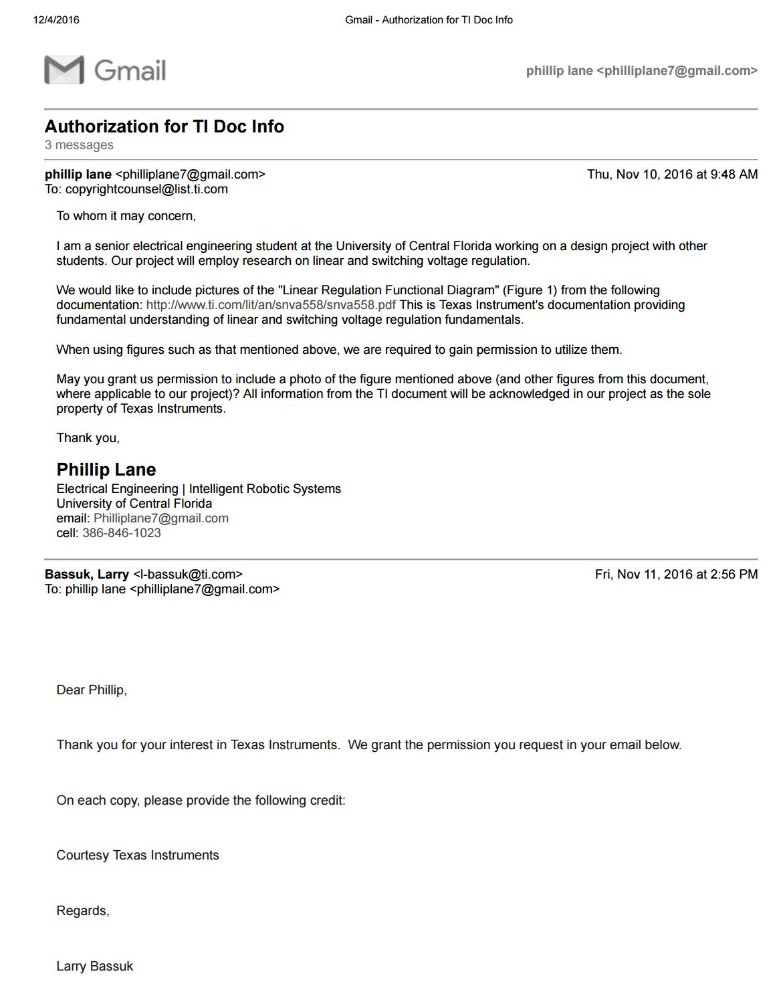 12/4/2016 Gmail - Authorization for TI Doc Info
Gmail phillip lane <philliplane7@gmail.com>
Authorization for TI Doc Info
3 messages
phillip lane <philliplane7@gmail.com> Thu, Nov 10, 2016 at 9:48 AM
To: copyrightcounsel@list.ti.com
To whom it may concern,
I am a senior electrical engineering student at the University of Central Florida working on a design project with other
students. Our project will employ research on linear and switching voltage regulation.
We would like to include pictures of the "Linear Regulation Functional Diagram" (Figure 1) from the following
documentation: http://www.ti.com/lit/an/snva558/snva558.pdf This is Texas Instrument's documentation providing
fundamental understanding of linear and switching voltage regulation fundamentals.
When using figures such as that mentioned above, we are required to gain permission to utilize them.
May you grant us permission to include a photo of the figure mentioned above (and other figures from this document,
where applicable to our project)? All information from the TI document will be acknowledged in our project as the sole
property of Texas Instruments.
Thank you,
Phillip Lane
Electrical Engineering | Intelligent Robotic Systems
University of Central Florida
email: Philliplane7@gmail.com
cell: 386-846-1023
Bassuk, Larry <l-bassuk@ti.com> Fri, Nov 11, 2016 at 2:56 PM
To: phillip lane <philliplane7@gmail.com>
Dear Phillip,
Thank you for your interest in Texas Instruments.  We grant the permission you request in your email below.
On each copy, please provide the following credit:
Courtesy Texas Instruments
Regards,
Larry Bassuk